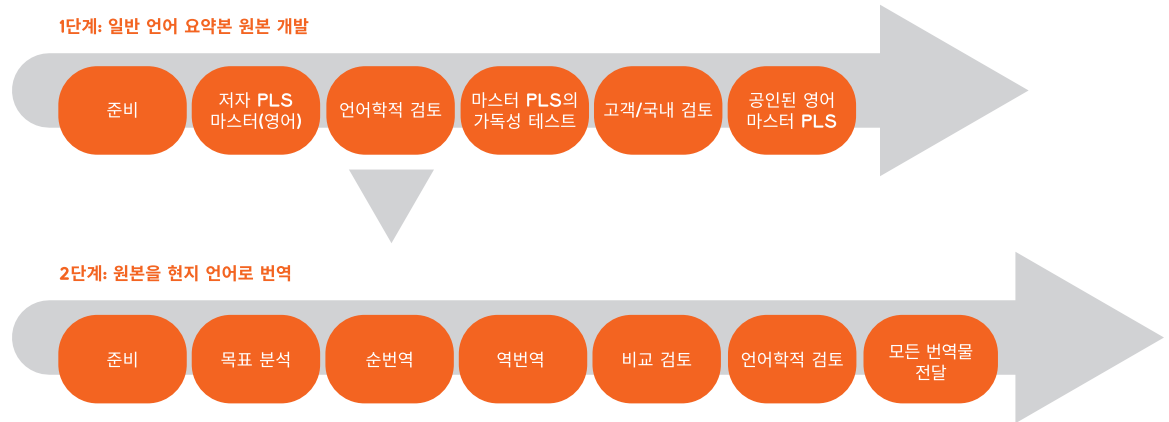 1단계: 일반 언어 요약본 원본 개발
준비
저자 PLS
마스터(영어)
언어학적 검토
마스터 PLS의
가독성 테스트
고객/국내 검토
공인된 영어
마스터 PLS
2단계: 원본을 현지 언어로 번역
준비
목표 분석
순번역
역번역
비교 검토
언어학적 검토
모든 번역물
전달